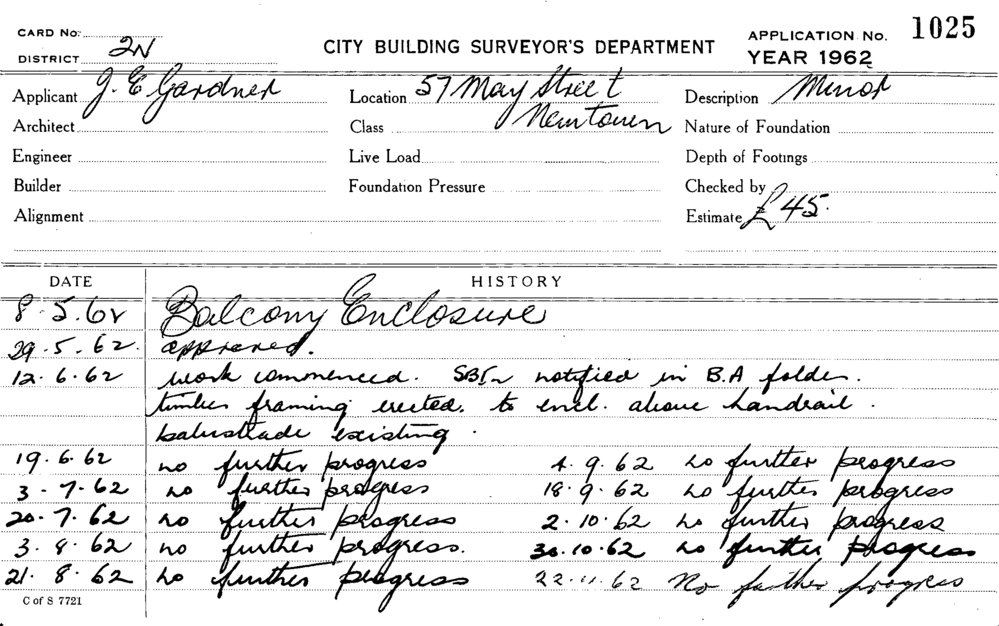 CARD No.
DISTRICT 2N
CITY BUILDING SURVEYOR'S DEPARTMENT
APPLICATION No. 1025
YEAR 1962
Applicant J. E Gardner
Location 57 May Street
Newtown
Description Minor
Architect
Class
Nature of Foundation
Engineer
Live Load
Depth of Footings
Builder
Foundation Pressure
Checked by
Alignment
Estimate £45.
DATE HISTORY
8.5.62 Balcony Enclosure
29.5.62. approved.
12.6.62 work commenced. notified in B.A folder.
timber framing erected. to encl. above handrail.
balustrade existing.
19.6.62 no further progress 4.9.62 no further progress
3.7.62 no further progress 18.9.62 no further progress
20.7.62 no further progress 2.10.62 no further progress
3.8.62 no further progress. 30.10.62 no further progress
21.8.62 no further progress 22.11.62 No further progress
C of S 7721